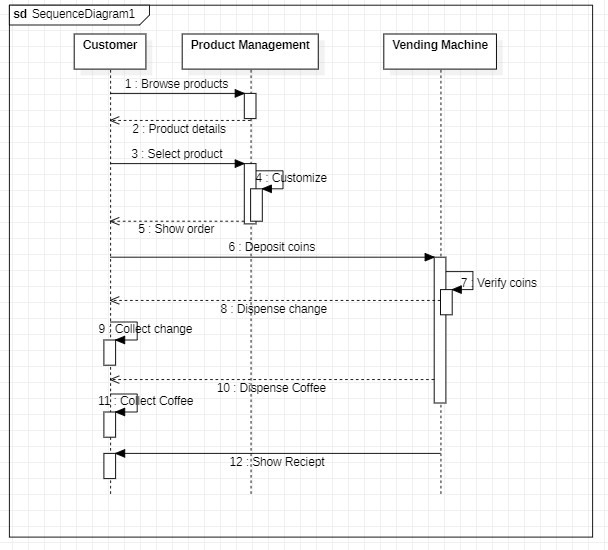 sd SequenceDiagram1
Customer
Product Management
Vending Machine
1 : Browse products
2 : Product details
3 : Select product
4 : Customize
5 : Show order
6 : Deposit coins
7 : Verify coins
8 : Dispense change
9 : Collect change
10 : Dispense Coffee
11 : Collect Coffee
12 : Show Reciept